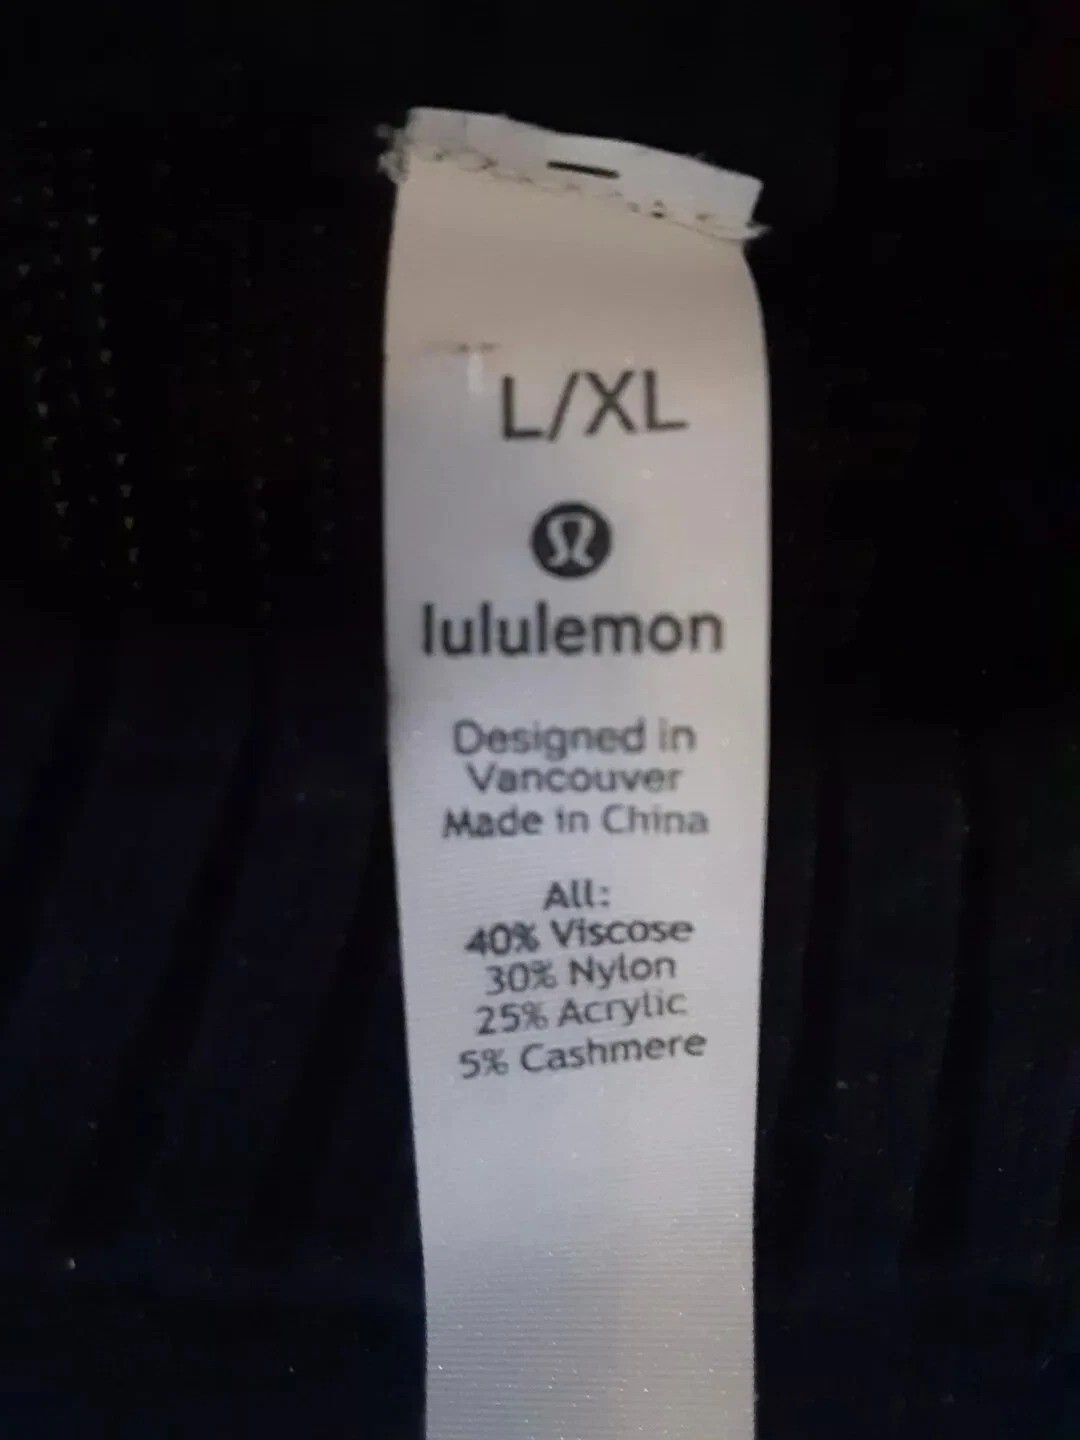 L/XL
lululemon
Designed in
Vancouver
Made in China
All:
40% Viscose
30% Nylon
25% Acrylic
5% Cashmere